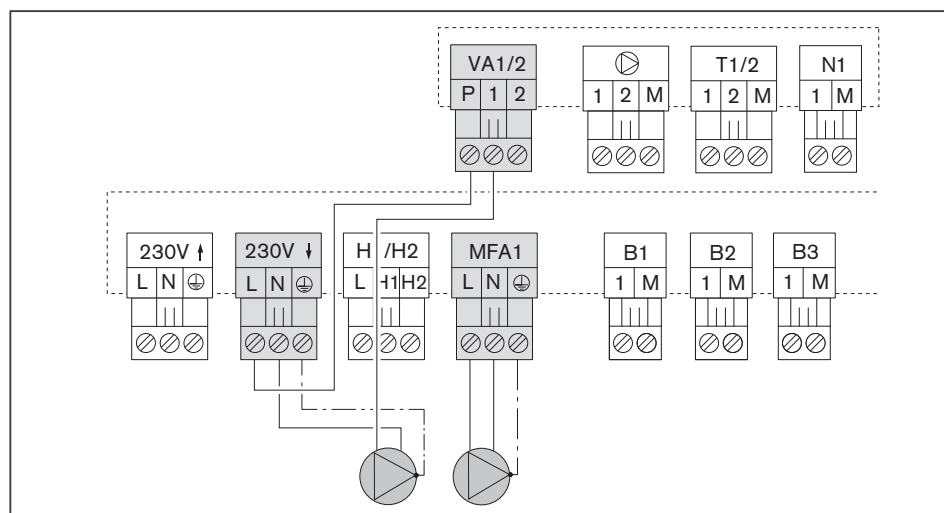 VA1/2 T1/2 N1
P 1 2 1 2 M 1 2 M 1 M
230V ↑ 230V ↓ H /H2 MFA1 B1 B2 B3
L N L N L H1 H2 L N 1 M 1 M 1 M